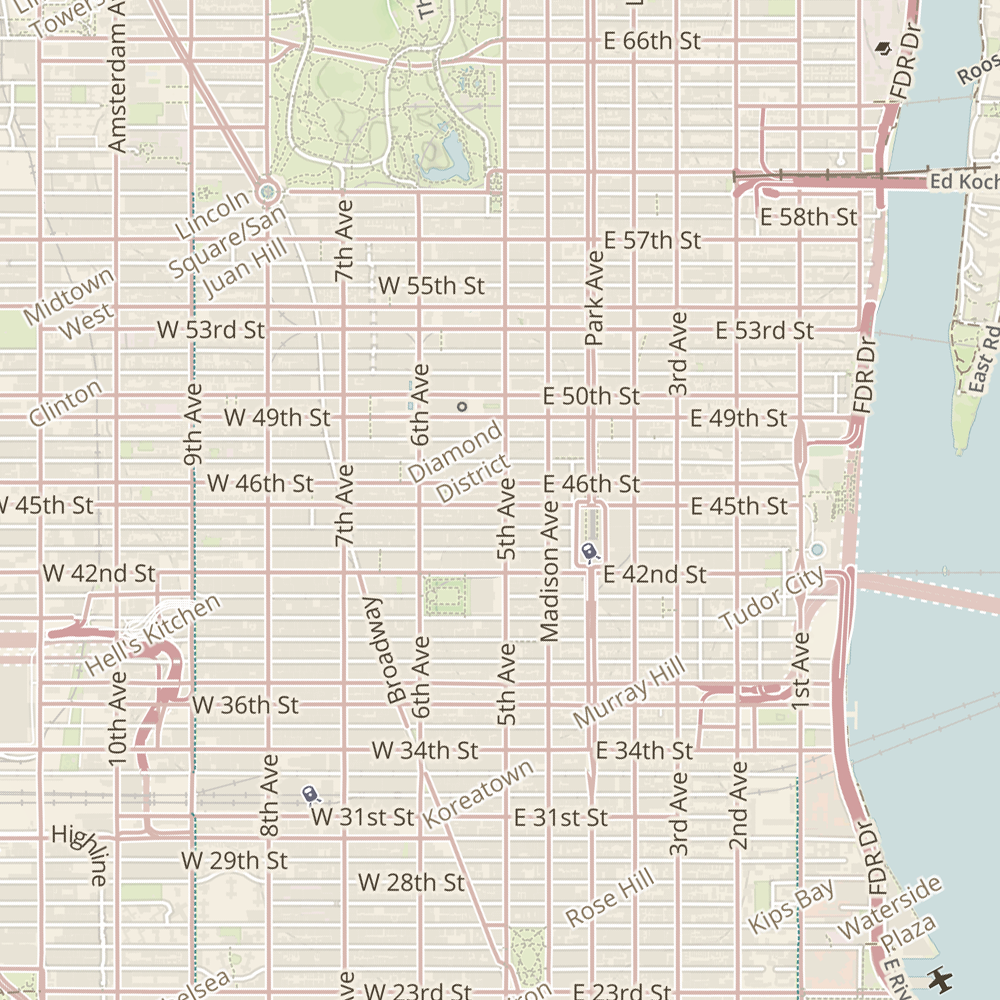 Towers
Amsterdam Av
E 66th St
FDR Dr
Roos
Ed Koch
Lincoln
Square/San
Juan Hill
7th Ave
E 58th St
E 57th St
Midtown
West
W 55th St
Park Ave
W 53rd St
3rd Ave
E 53rd St
FDR Dr
East Rd
Clinton
9th Ave
6th Ave
E 50th St
W 49th St
E 49th St
Diamond
District
W 46th St
7th Ave
5th Ave
E 46th St
W 45th St
Madison Ave
E 45th St
W 42nd St
E 42nd St
Tudor City
Hell's Kitchen
Broadway
6th Ave
5th Ave
Murray Hill
1st Ave
10th Ave
W 36th St
W 34th St
E 34th St
8th Ave
Koreatown
3rd Ave
2nd Ave
W 31st St
E 31st St
Highline
W 29th St
FDR Dr
W 28th St
Rose Hill
Kips Bay
Waterside
Plaza
W 23rd St
E 23rd St